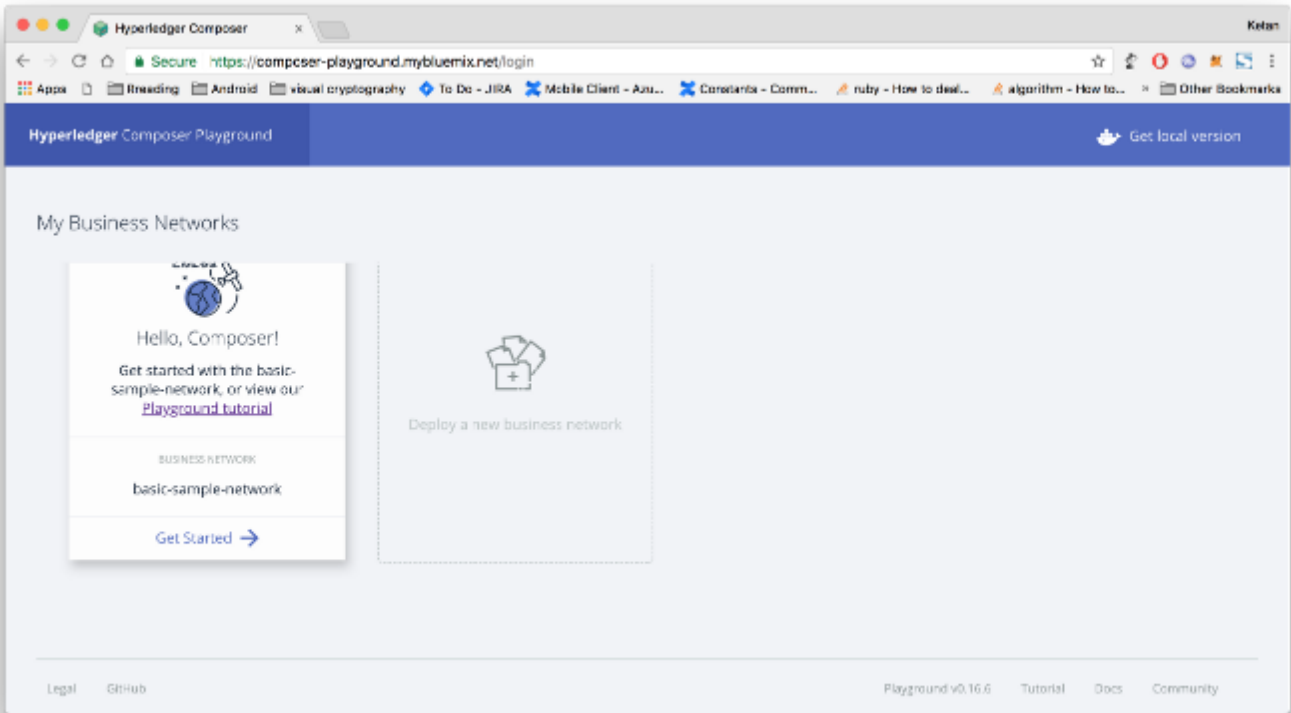 Hyperledger Composer
Ketan
Secure https://composer-playground.mybluemix.net/login
Apps Rreading Android visual cryptography To Do - JIRA Mobile Client - Azu... Constants - Comm... ruby - How to deal... algorithm - How to... » Other Bookmarks
Hyperledger Composer Playground
Get local version
My Business Networks
Hello, Composer!
Get started with the basic-
sample-network, or view our
Playground tutorial
BUSINESS NETWORK
basic-sample-network
Get Started
Deploy a new business network
Legal GitHub
Playground v0.16.6 Tutorial Docs Community